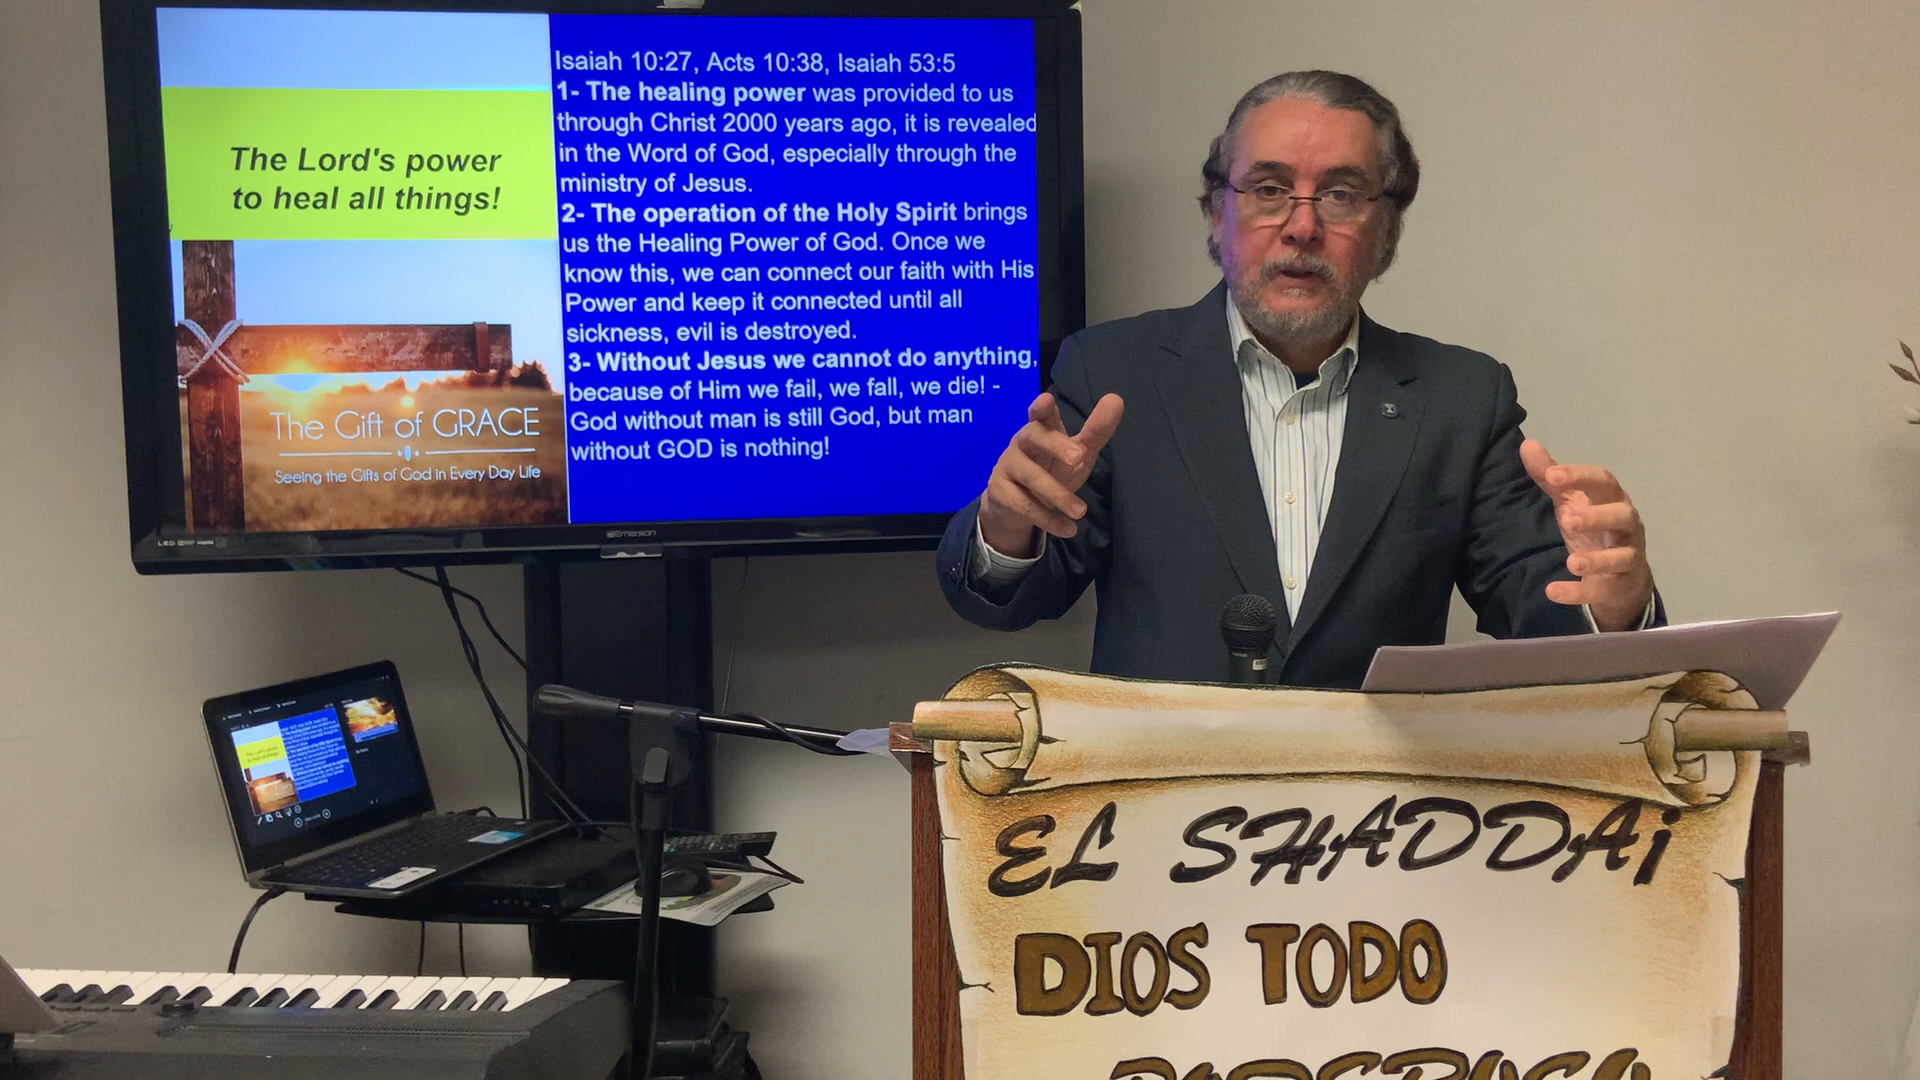 The Lord's power
to heal all things!
The Gift of GRACE
Seeing the Gifts of God in Every Day Life
Isaiah 10:27, Acts 10:38, Isaiah 53:5
1- The healing power was provided to us
through Christ 2000 years ago, it is revealed
in the Word of God, especially through the
ministry of Jesus.
2- The operation of the Holy Spirit brings
us the Healing Power of God. Once we
know this, we can connect our faith with His
Power and keep it connected until all
sickness, evil is destroyed.
3- Without Jesus we cannot do anything,
because of Him we fail, we fall, we die! -
God without man is still God, but man
without GOD is nothing!
LED
Emerson
EL SHADDAi
DIOS TODO
PODEROSO